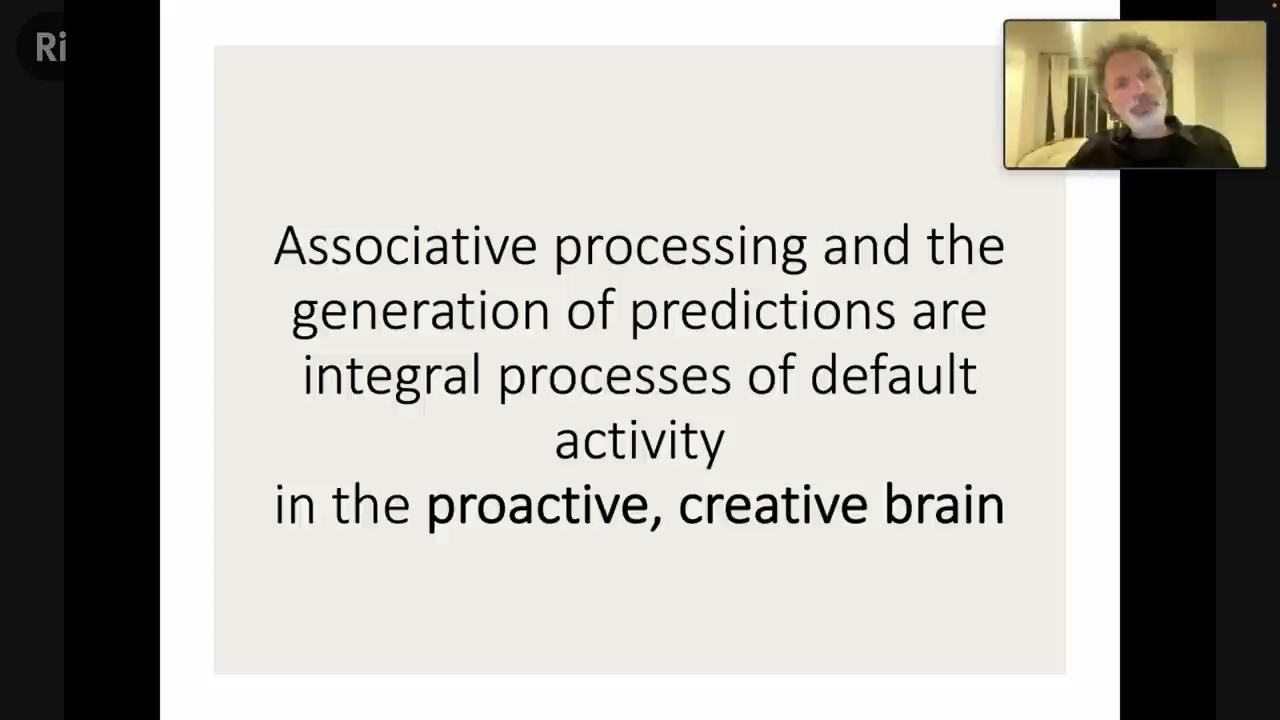 Ri
Associative processing and the
generation of predictions are
integral processes of default
activity
in the proactive, creative brain